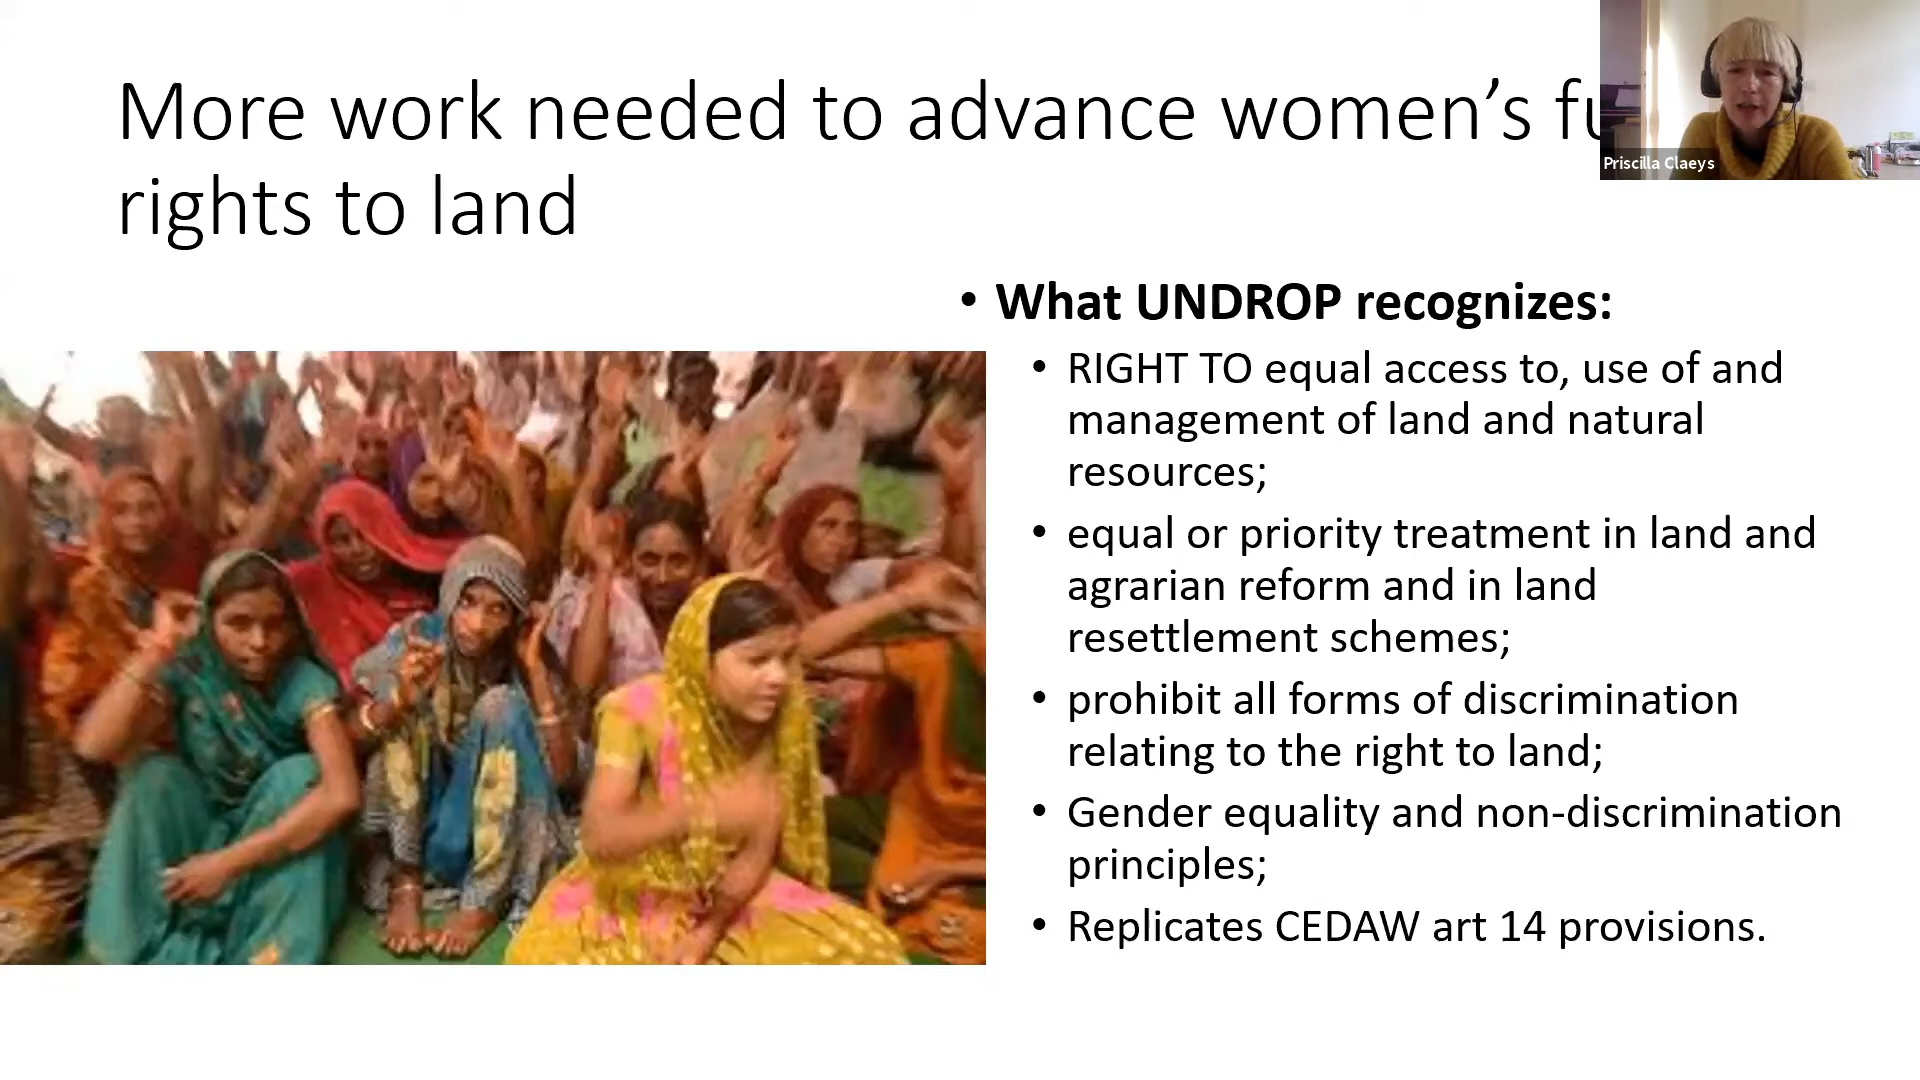 More work needed to advance women’s
rights to land
Priscilla Claeys
• What UNDROP recognizes:
• RIGHT TO equal access to, use of and
management of land and natural
resources;
• equal or priority treatment in land and
agrarian reform and in land
resettlement schemes;
• prohibit all forms of discrimination
relating to the right to land;
• Gender equality and non-discrimination
principles;
• Replicates CEDAW art 14 provisions.